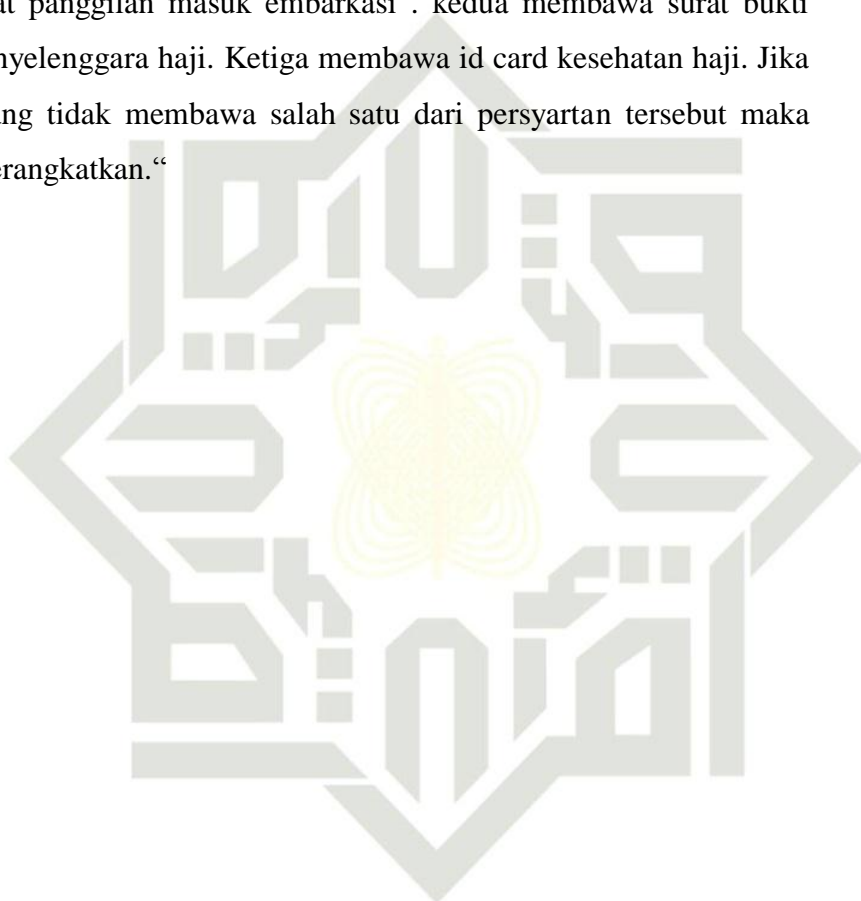 at panggilan masuk embarkasi . kedua membawa surat bukti
nyelenggara haji. Ketiga membawa id card kesehatan haji. Jika
ang tidak membawa salah satu dari persyartan tersebut maka
erangkatkan.“